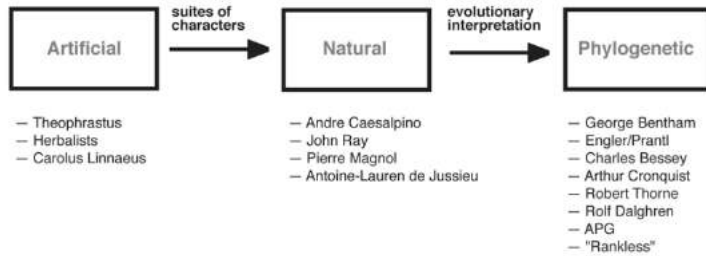 suites of
characters
evolutionary
interpretation
Artificial
Natural
Phylogenetic
— Theophrastus
— Herbalists
— Carolus Linnaeus
— Andre Caesalpino
— John Ray
— Pierre Magnol
— Antoine-Lauren de Jussieu
— George Bentham
— Engler/Prantl
— Charles Bessey
— Arthur Cronquist
— Robert Thorne
— Rolf Dalghren
— APG
— "Rankless"